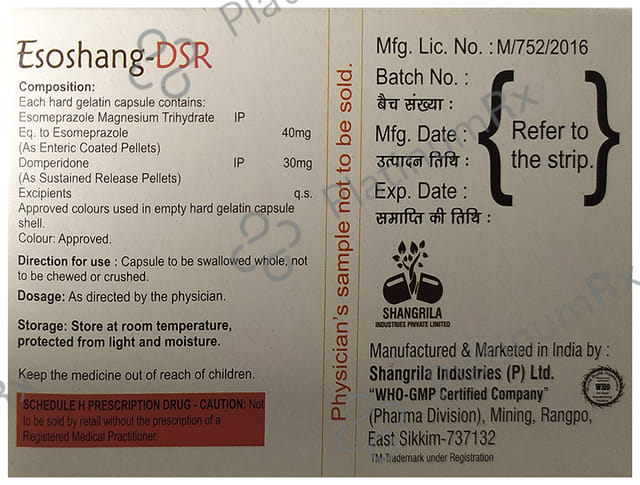 Esoshang-DSR
Composition:
Each hard gelatin capsule contains:
Esomeprazole Magnesium Trihydrate IP
Eq. to Esomeprazole 40mg
(As Enteric Coated Pellets)
Domperidone IP 30mg
(As Sustained Release Pellets)
Excipients q.s.
Approved colours used in empty hard gelatin capsule
shell.
Colour: Approved.
Direction for use : Capsule to be swallowed whole, not
to be chewed or crushed.
Dosage: As directed by the physician.
Storage: Store at room temperature,
protected from light and moisture.
Keep the medicine out of reach of children.
SCHEDULE H PRESCRIPTION DRUG - CAUTION: Not
to be sold by retail without the prescription of a
Registered Medical Practitioner.
Physician's sample not to be sold.
Mfg. Lic. No. : M/752/2016
Batch No. :
बैच संख्या :
Mfg. Date :
उत्पादन तिथि :
Exp. Date :
समाप्ति की तिथि :
Refer to
the strip.
SHANGRILA
INDUSTRIES PRIVATE LIMITED
Manufactured & Marketed in India by :
Shangrila Industries (P) Ltd.
"WHO-GMP Certified Company"
(Pharma Division), Mining, Rangpo,
East Sikkim-737132
TM-Trademark under Registration
WHO
PlatinumRx
PlatinumRx